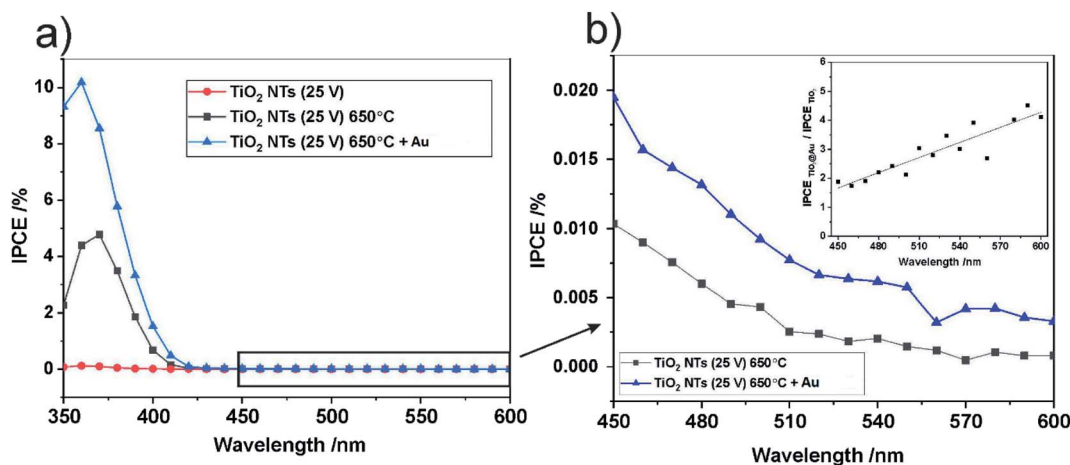 a)
IPCE /%
10
8
6
4
2
0
TiO₂ NTs (25 V)
TiO₂ NTs (25 V) 650°C
TiO₂ NTs (25 V) 650°C + Au
350 400 450 500 550 600
Wavelength /nm
b)
IPCE /%
0.020
0.015
0.010
0.005
0.000
TiO₂ NTs (25 V) 650°C
TiO₂ NTs (25 V) 650°C + Au
450 480 510 540 570 600
Wavelength /nm
IPCE TiO₂@Au / IPCE TiO₂
6
5
4
3
2
1
0
450 480 510 540 570 600
Wavelength /nm